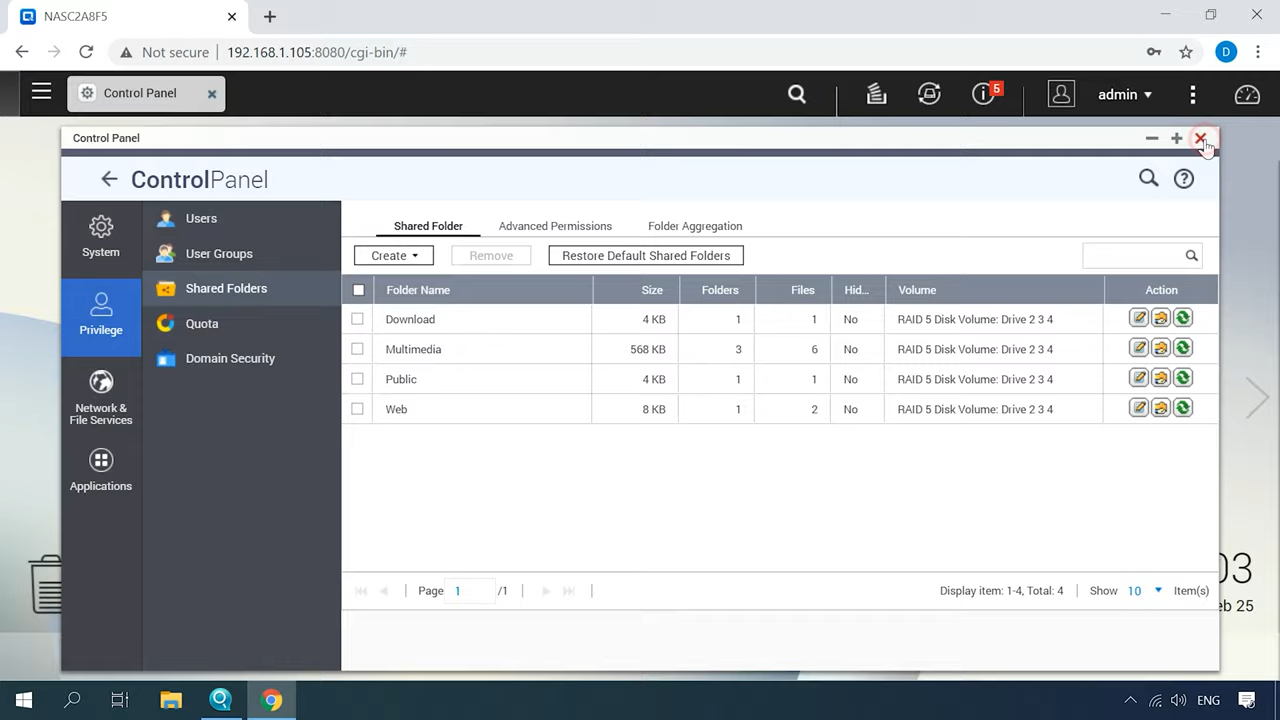 NASC2A8F5
Not secure 192.168.1.105:8080/cgi-bin/#
D
Control Panel
5
admin
Control Panel
ControlPanel
System
Privilege
Network &
File Services
Applications
Users
User Groups
Shared Folders
Quota
Domain Security
Shared Folder Advanced Permissions Folder Aggregation
Create Remove Restore Default Shared Folders
Folder Name Size Folders Files Hid... Volume Action
Download 4 KB 1 1 No RAID 5 Disk Volume: Drive 2 3 4
Multimedia 568 KB 3 6 No RAID 5 Disk Volume: Drive 2 3 4
Public 4 KB 1 1 No RAID 5 Disk Volume: Drive 2 3 4
Web 8 KB 1 2 No RAID 5 Disk Volume: Drive 2 3 4
Page 1 /1 Display item: 1-4, Total: 4 Show 10 Item(s)
03
eb 25
ENG